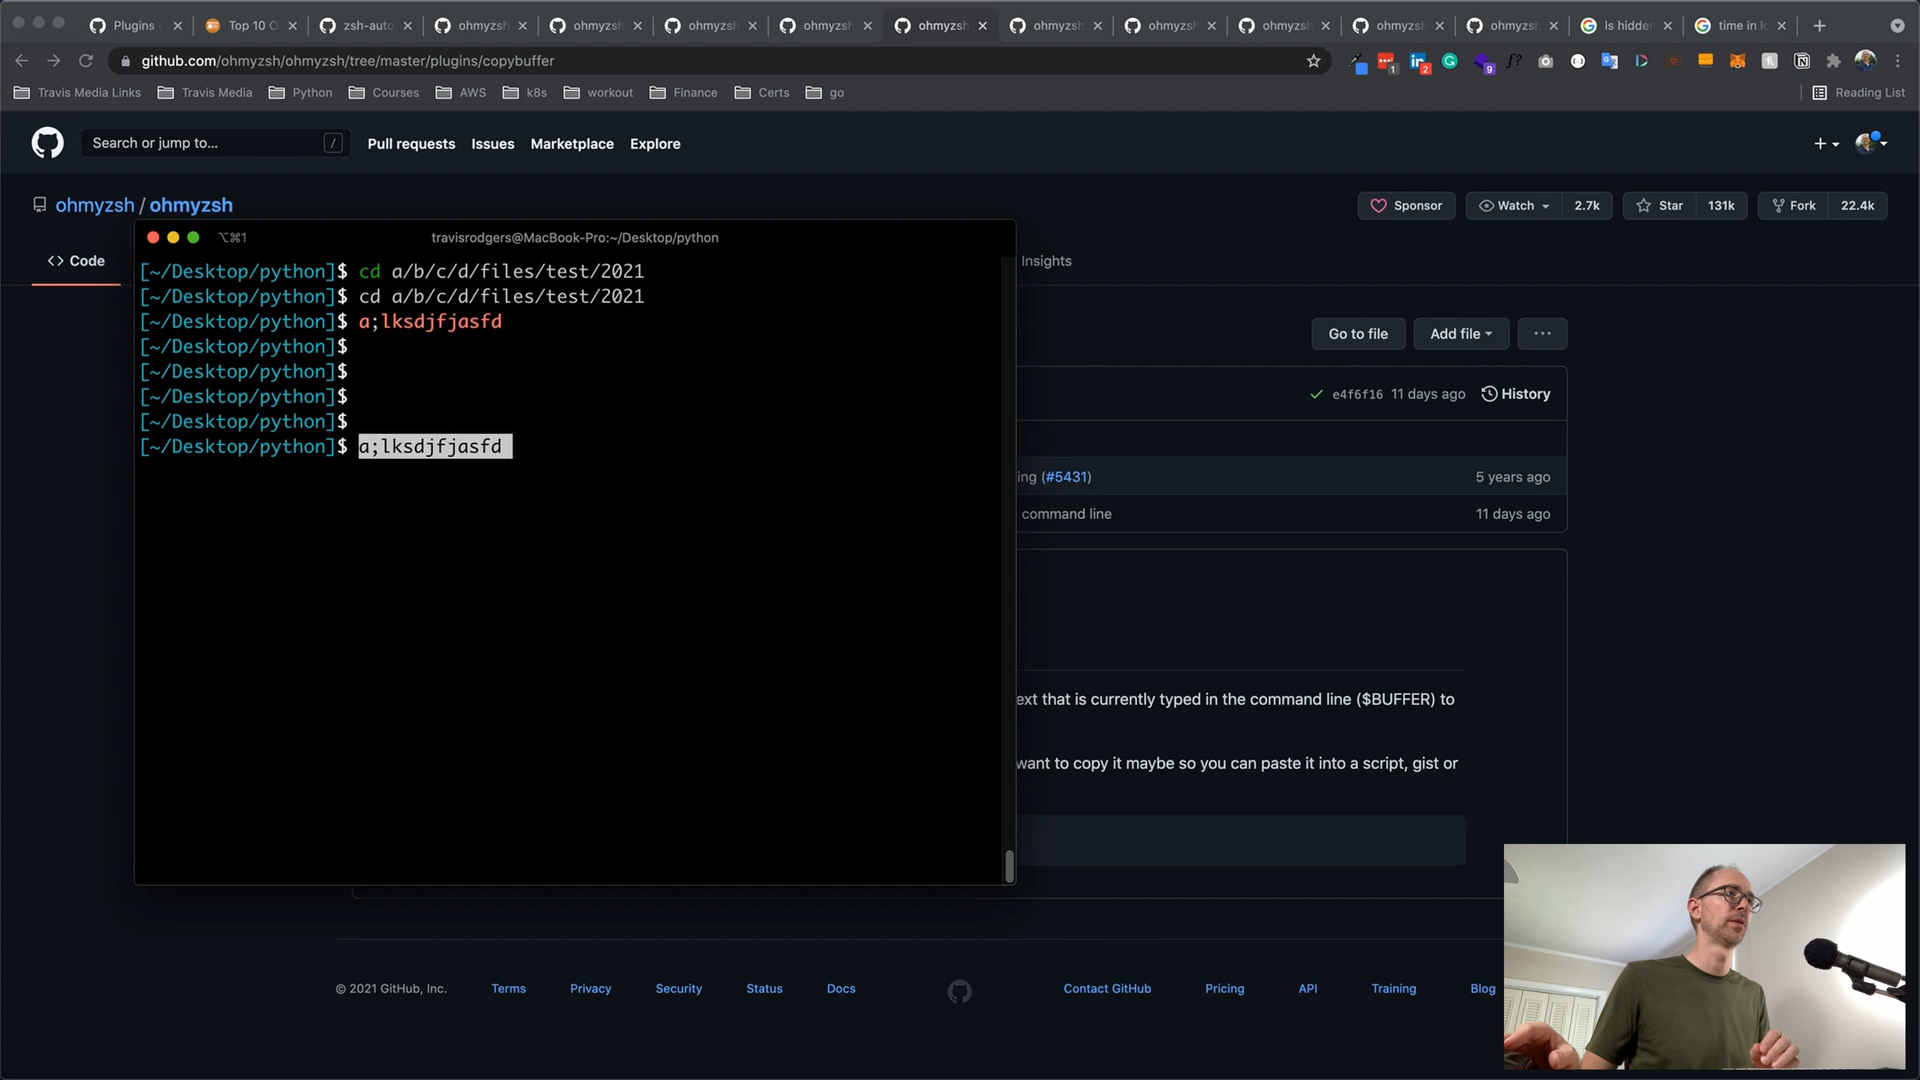 Plugins
Top 10 O
zsh-auto
ohmyzsh
ohmyzsh
ohmyzsh
ohmyzsh
ohmyzsh
ohmyzsh
ohmyzsh
ohmyzsh
ohmyzsh
ohmyzsh
Is hidden
time in lo
github.com/ohmyzsh/ohmyzsh/tree/master/plugins/copybuffer
1
2
9
f?
Travis Media Links
Travis Media
Python
Courses
AWS
k8s
workout
Finance
Certs
go
Reading List
Search or jump to...
/
Pull requests
Issues
Marketplace
Explore
ohmyzsh / ohmyzsh
Sponsor
Watch 2.7k
Star 131k
Fork 22.4k
⌥⌘1
travisrodgers@MacBook-Pro:~/Desktop/python
<> Code
Insights
[~/Desktop/python]$ cd a/b/c/d/files/test/2021
[~/Desktop/python]$ cd a/b/c/d/files/test/2021
[~/Desktop/python]$ a;lksdjfjasfd
[~/Desktop/python]$
[~/Desktop/python]$
[~/Desktop/python]$
[~/Desktop/python]$
[~/Desktop/python]$ a;lksdjfjasfd
Go to file
Add file
...
e4f6f16 11 days ago
History
ing (#5431)
5 years ago
command line
11 days ago
ext that is currently typed in the command line ($BUFFER) to
want to copy it maybe so you can paste it into a script, gist or
© 2021 GitHub, Inc.
Terms
Privacy
Security
Status
Docs
Contact GitHub
Pricing
API
Training
Blog